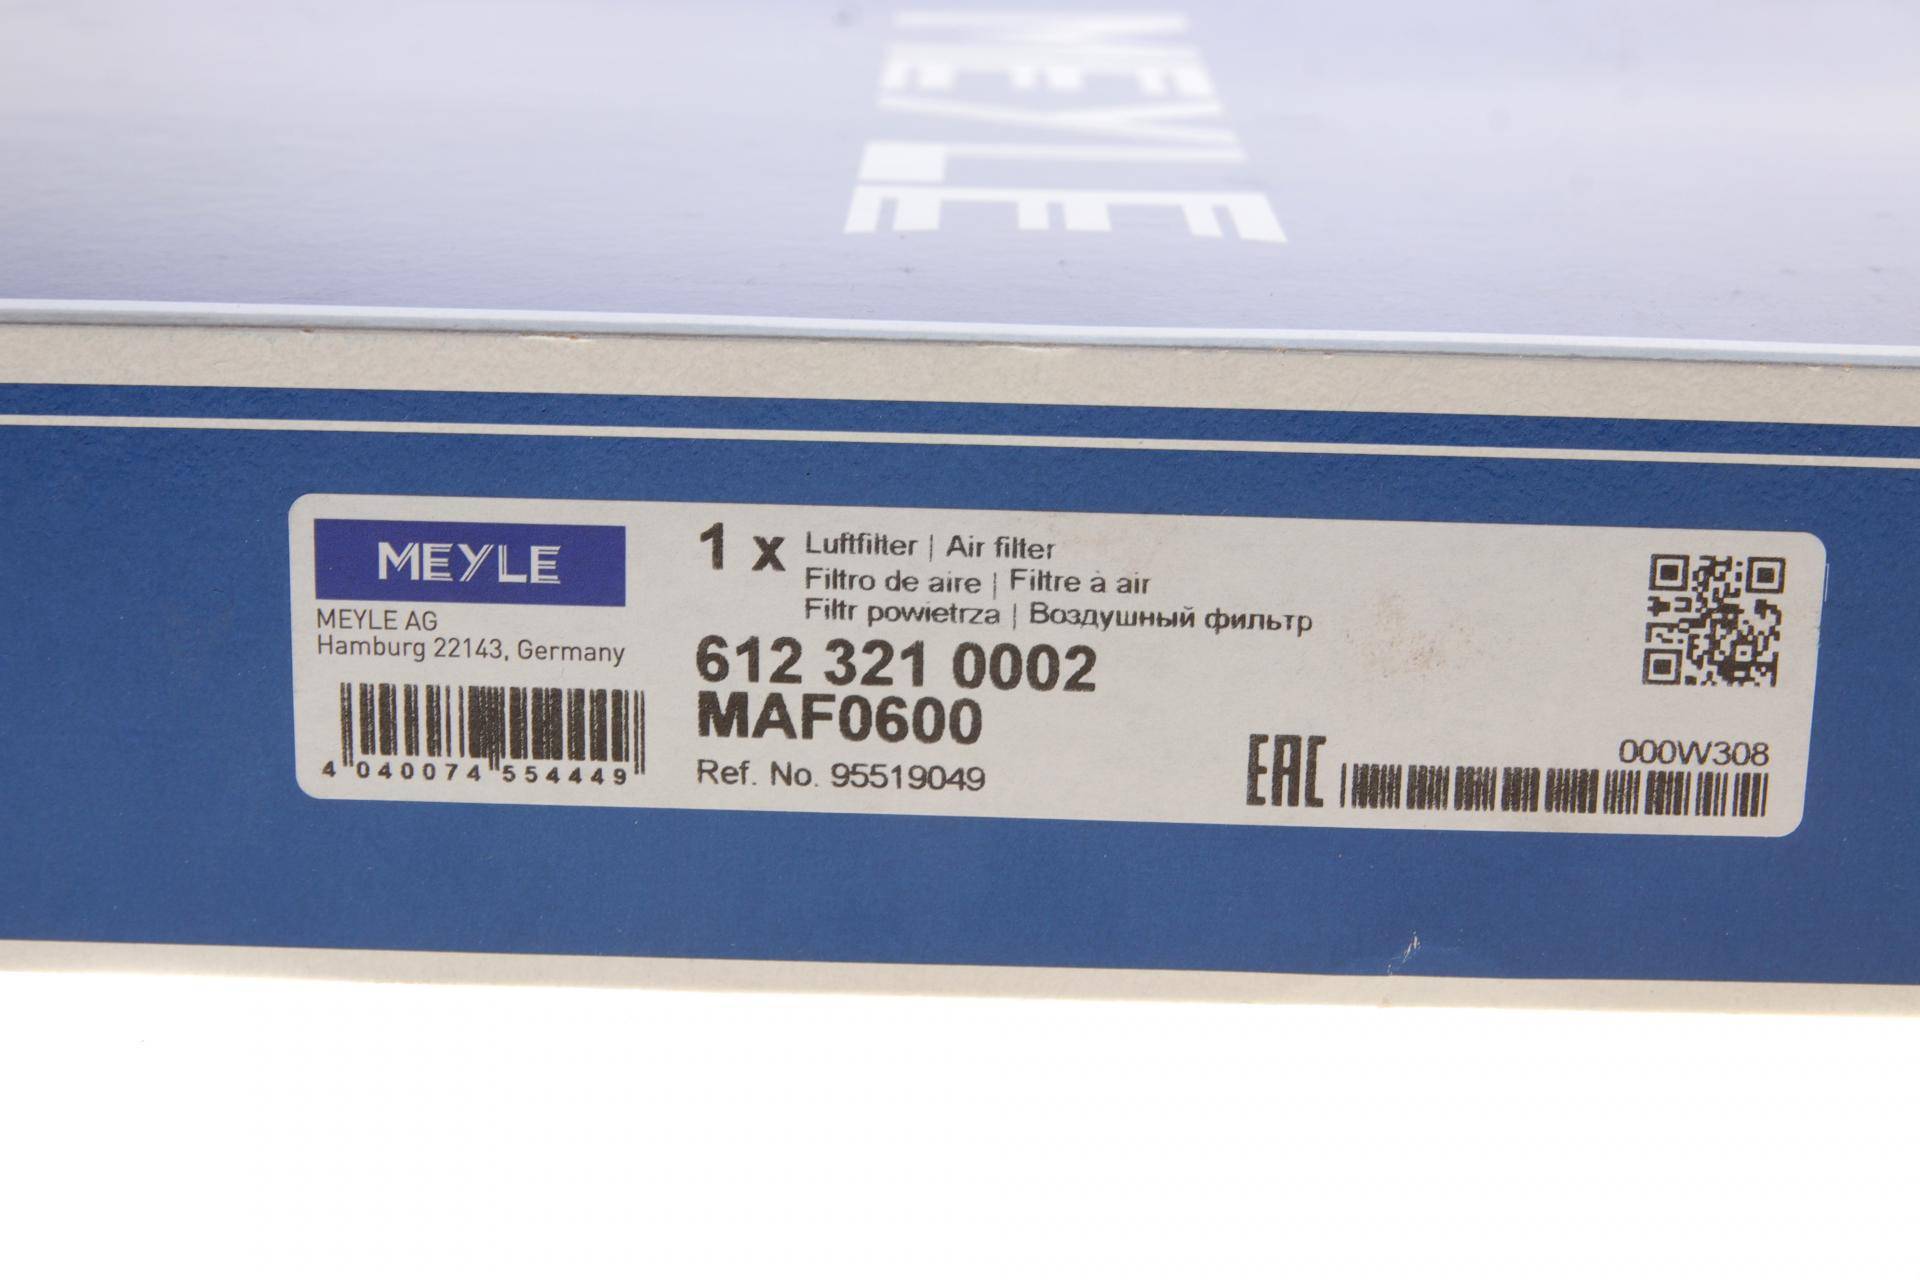 MEYLE
MEYLE
MEYLE AG
Hamburg 22143, Germany
4 040074 554449
1 x Luftfilter | Air filter
Filtro de aire | Filtre à air
Filtr powietrza | Воздушный фильтр
612 321 0002
MAF0600
Ref. No. 95519049
EAC
000W308